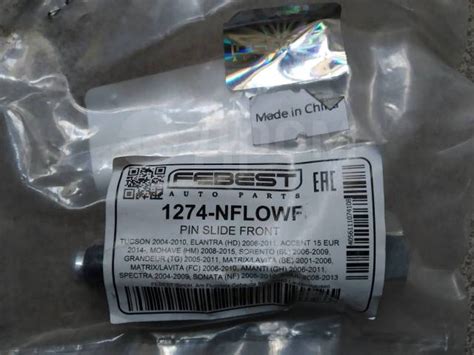 Made in China
FEBEST
AUTO PARTS
EAC
1274-NFLOWF
PIN SLIDE FRONT
TUCSON 2004-2010, ELANTRA (HD) 2006-2011, ACCENT 15 EUR
2014-, MOHAVE (HM) 2008-2015, SORENTO (BL) 2006-2009,
GRANDEUR (TG) 2005-2011, MATRIX/LAVITA (BE) 2001-2006,
MATRIX/LAVITA (FC) 2006-2010, AMANTI (GH) 2006-2011,
SPECTRA 2004-2009, SONATA (NF) 2008-2013